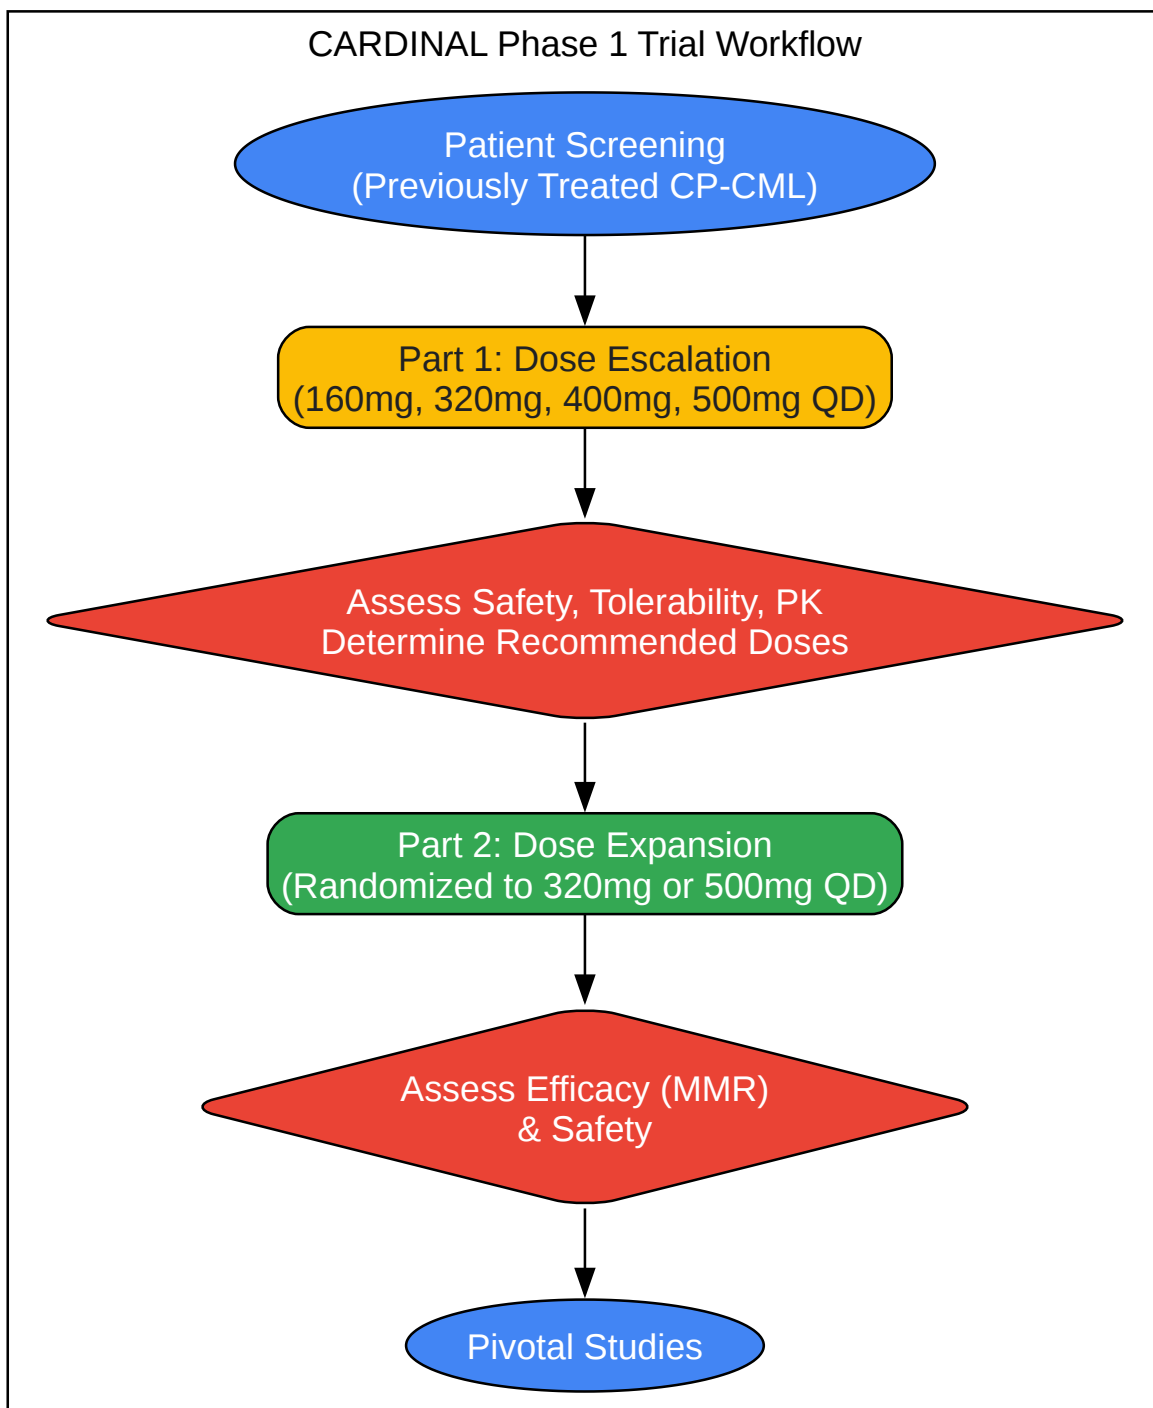 CARDINAL Phase 1 Trial Workflow
Patient Screening
(Previously Treated CP-CML)
Part 1: Dose Escalation
(160mg, 320mg, 400mg, 500mg QD)
Assess Safety, Tolerability, PK
Determine Recommended Doses
Part 2: Dose Expansion
(Randomized to 320mg or 500mg QD)
Assess Efficacy (MMR)
& Safety
Pivotal Studies